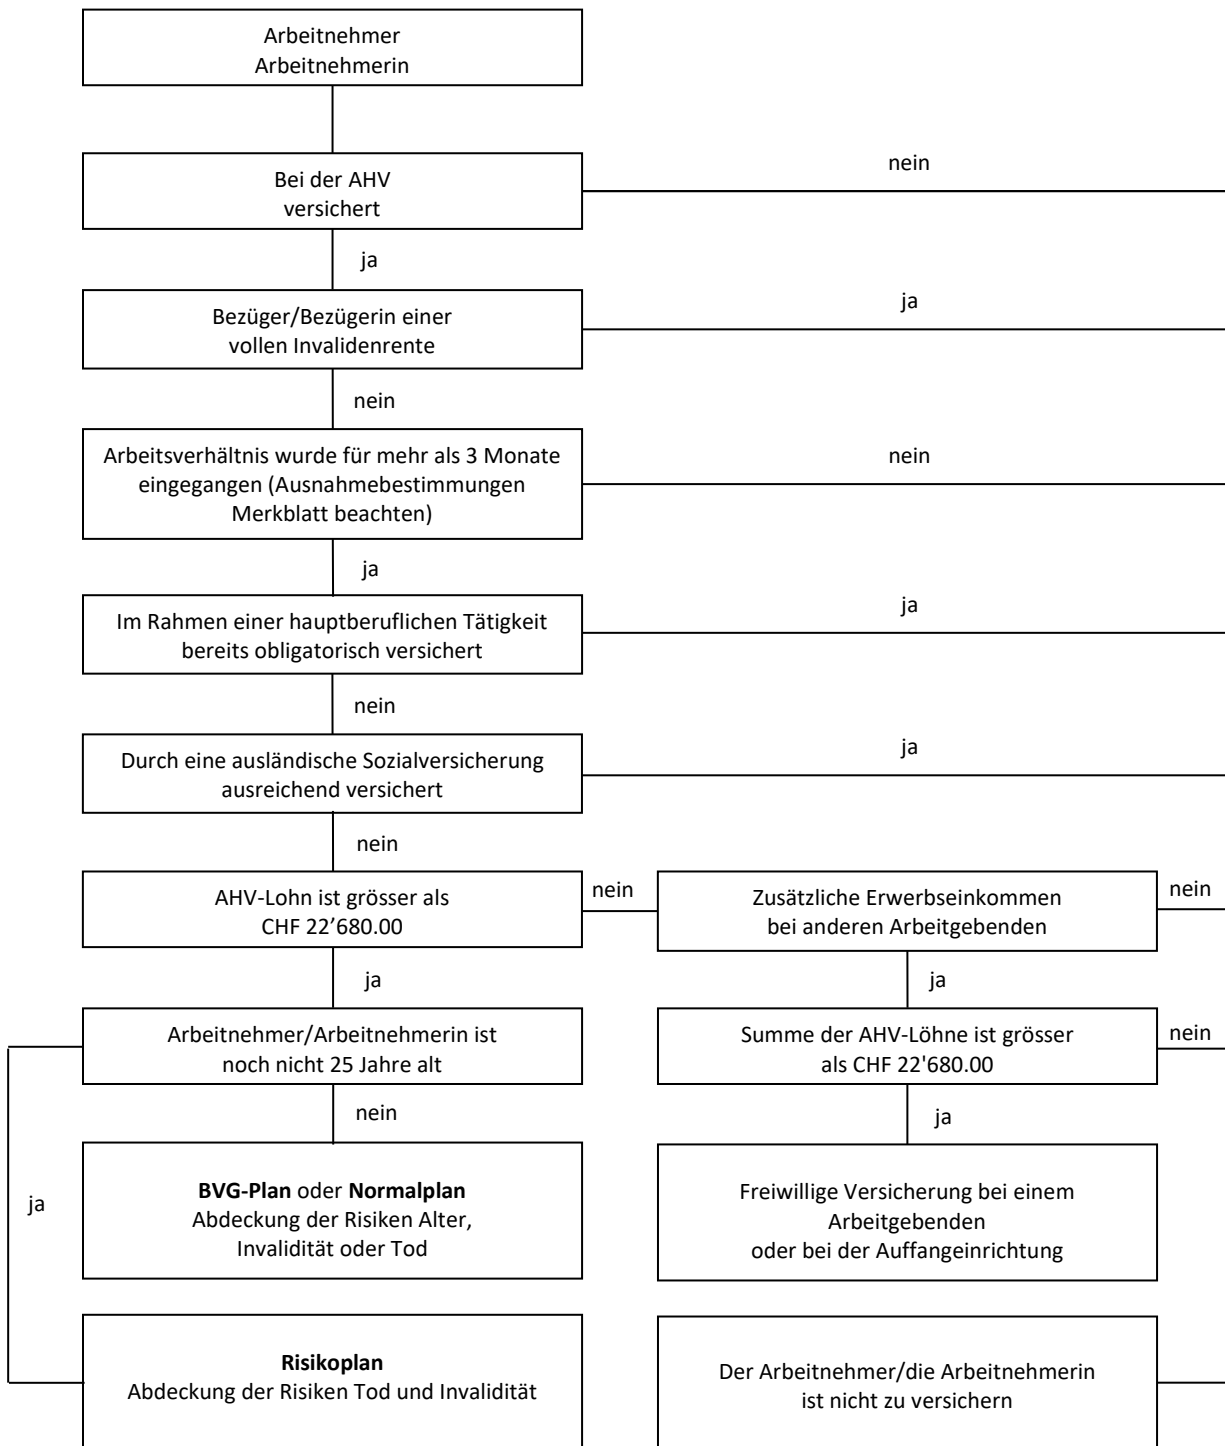 Arbeitnehmer
Arbeitnehmerin
Bei der AHV
versichert
nein
ja
Bezüger/Bezügerin einer
vollen Invalidenrente
ja
nein
Arbeitsverhältnis wurde für mehr als 3 Monate
eingegangen (Ausnahmebestimmungen
Merkblatt beachten)
nein
ja
Im Rahmen einer hauptberuflichen Tätigkeit
bereits obligatorisch versichert
ja
nein
Durch eine ausländische Sozialversicherung
ausreichend versichert
ja
nein
AHV-Lohn ist grösser als
CHF 22’680.00
nein
Zusätzliche Erwerbseinkommen
bei anderen Arbeitgebenden
nein
ja
ja
Arbeitnehmer/Arbeitnehmerin ist
noch nicht 25 Jahre alt
Summe der AHV-Löhne ist grösser
als CHF 22'680.00
nein
nein
ja
ja
BVG-Plan oder Normalplan
Abdeckung der Risiken Alter,
Invalidität oder Tod
Freiwillige Versicherung bei einem
Arbeitgebenden
oder bei der Auffangeinrichtung
Risikoplan
Abdeckung der Risiken Tod und Invalidität
Der Arbeitnehmer/die Arbeitnehmerin
ist nicht zu versichern